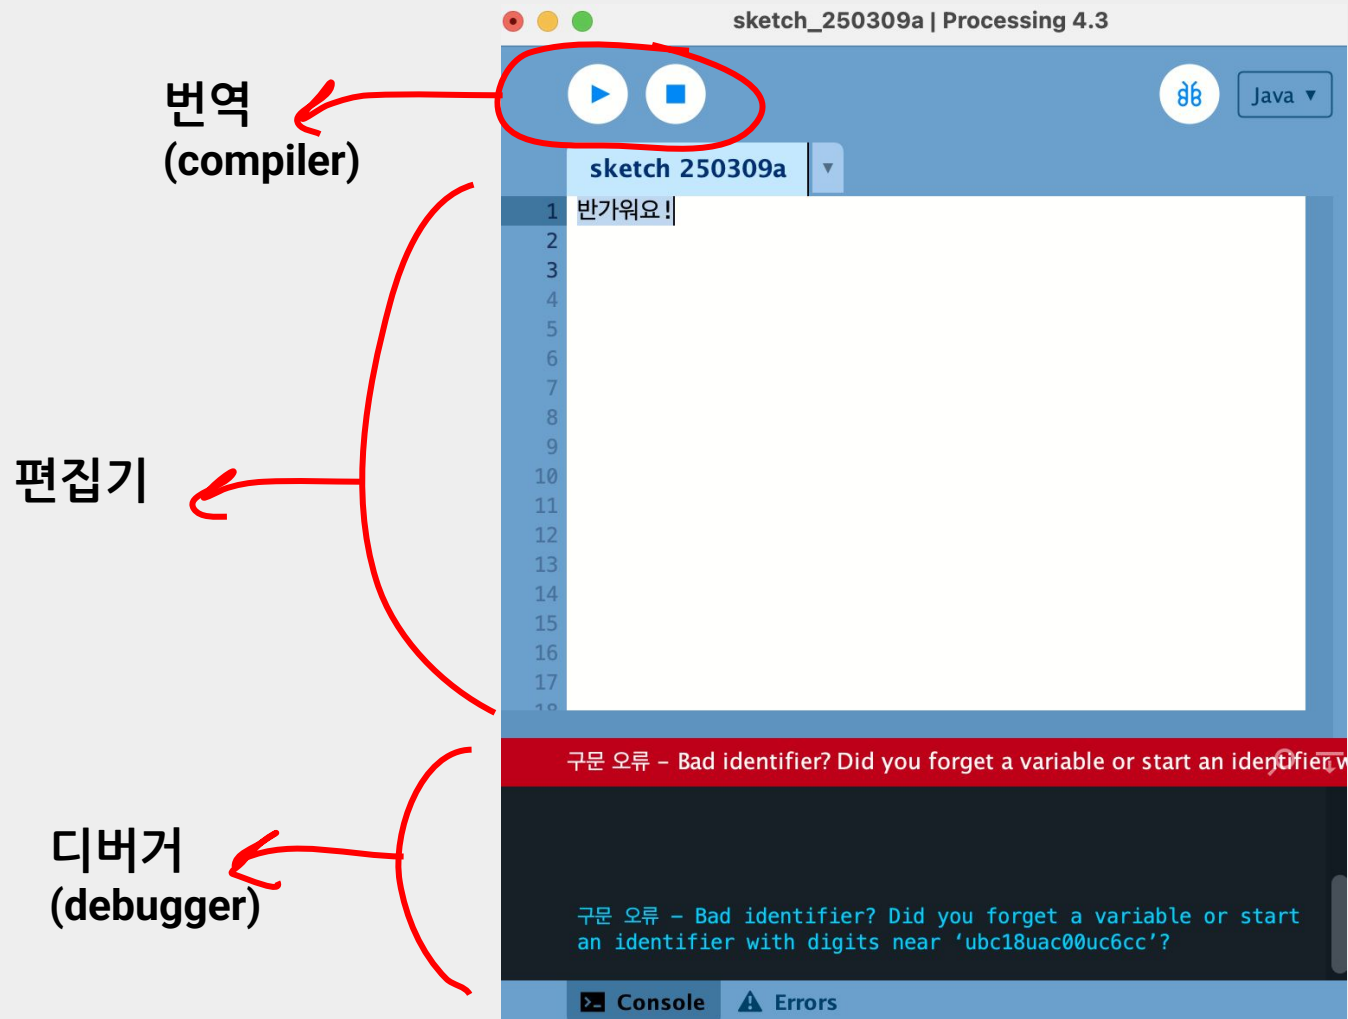 sketch_250309a | Processing 4.3
번역
(compiler)
Java ▼
sketch 250309a ▼
1 반가워요!
2
3
4
5
6
7
8
9
10
11
12
13
14
15
16
17
18
편집기
구문 오류 – Bad identifier? Did you forget a variable or start an identifier w
디버거
(debugger)
구문 오류 – Bad identifier? Did you forget a variable or start
an identifier with digits near ‘ubc18uac00uc6cc’?
Console Errors